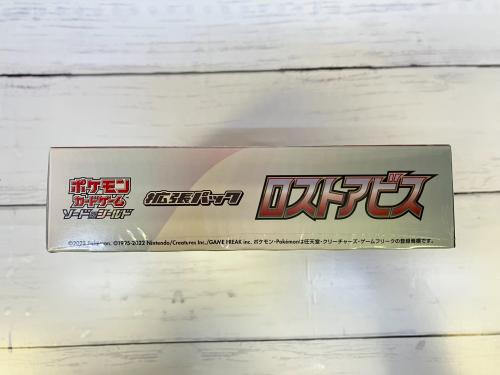 ポケモン
カードゲーム
ソード&シールド
拡張パック
ロストアビス
©2022 Pokémon. ©1975-2022 Nintendo/Creatures Inc./GAME FREAK inc. ポケモン・Pokémonは任天堂・クリーチャーズ・ゲームフリークの登録商標です。